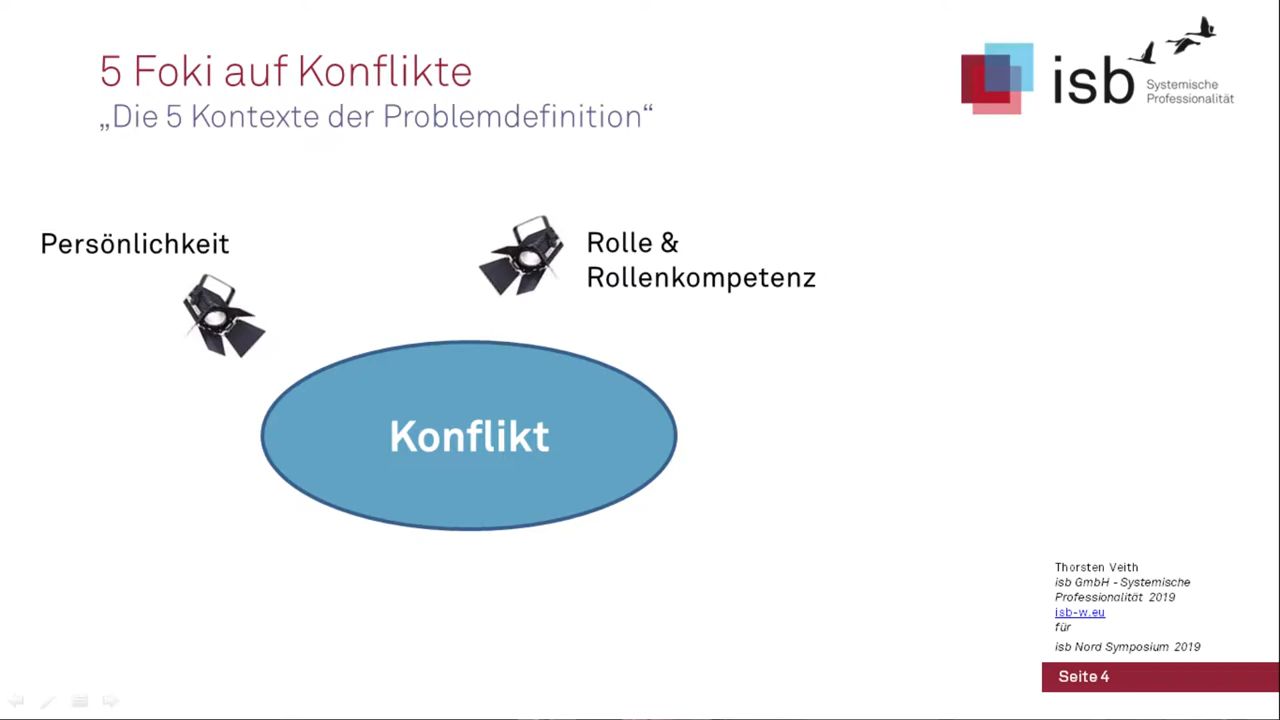 5 Foki auf Konflikte
„Die 5 Kontexte der Problemdefinition“
isb
Systemische
Professionalität
Persönlichkeit
Rolle &
Rollenkompetenz
Konflikt
Thorsten Veith
isb GmbH - Systemische
Professionalität 2019
isb-w.eu
für
isb Nord Symposium 2019
Seite 4